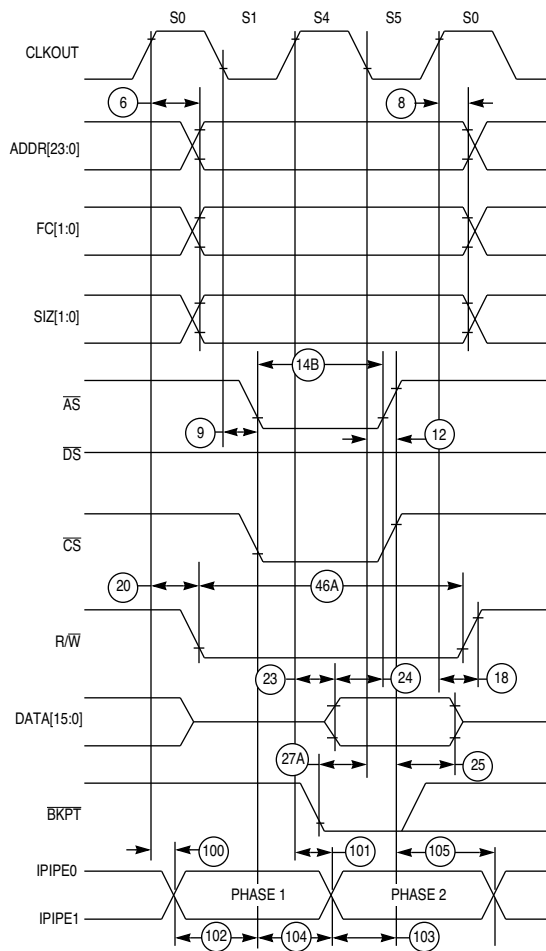 S0 S1 S4 S5 S0
CLKOUT
6 8
ADDR[23:0]
FC[1:0]
SIZ[1:0]
14B
AS
9 12
DS
CS
20 46A
R/W
23 24 18
DATA[15:0]
27A 25
BKPT
100 101 105
IPIPE0
PHASE 1 PHASE 2
IPIPE1
102 104 103